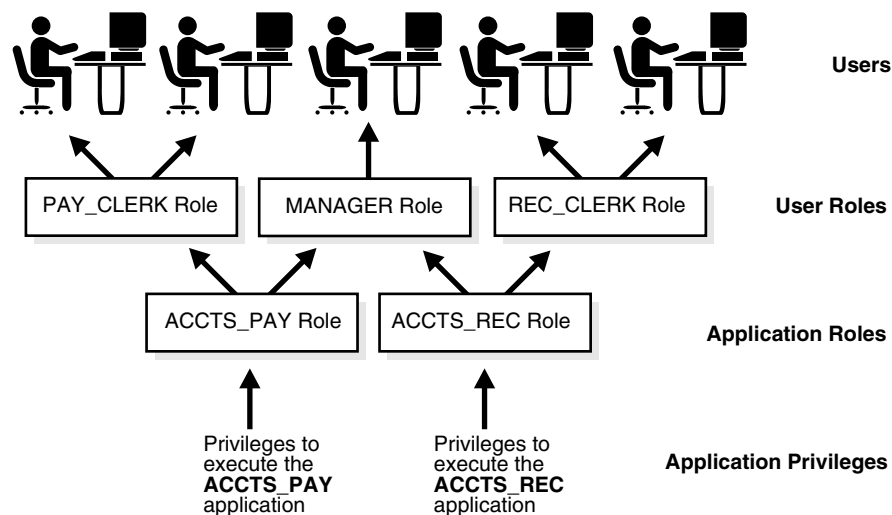 Users
PAY_CLERK Role
MANAGER Role
REC_CLERK Role
User Roles
ACCTS_PAY Role
ACCTS_REC Role
Application Roles
Privileges to
execute the
ACCTS_PAY
application
Privileges to
execute the
ACCTS_REC
application
Application Privileges